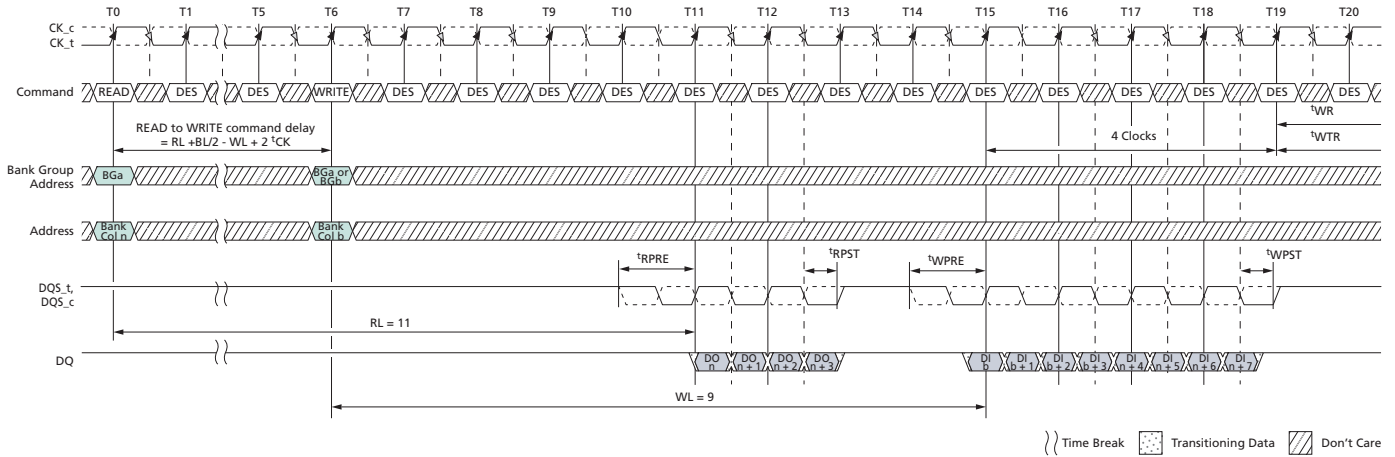 T0 T1 T5 T6 T7 T8 T9 T10 T11 T12 T13 T14 T15 T16 T17 T18 T19 T20
CK_c
CK_t
Command READ DES DES WRITE DES DES DES DES DES DES DES DES DES DES DES DES DES DES
tWR
READ to WRITE command delay
= RL +BL/2 - WL + 2 tCK
4 Clocks
tWTR
Bank Group
Address
BGa
BGa or
BGb
Address
Bank
Col n
Bank
Col b
tRPRE tRPST tWPRE tWPST
DQS_t,
DQS_c
RL = 11
DQ
DO DO DO DO DI DI DI DI DI DI DI DI
n n + 1 n + 2 n + 3 b b + 1 b + 2 b + 3 n + 4 n + 5 n + 6 n + 7
WL = 9
Time Break Transitioning Data Don't Care